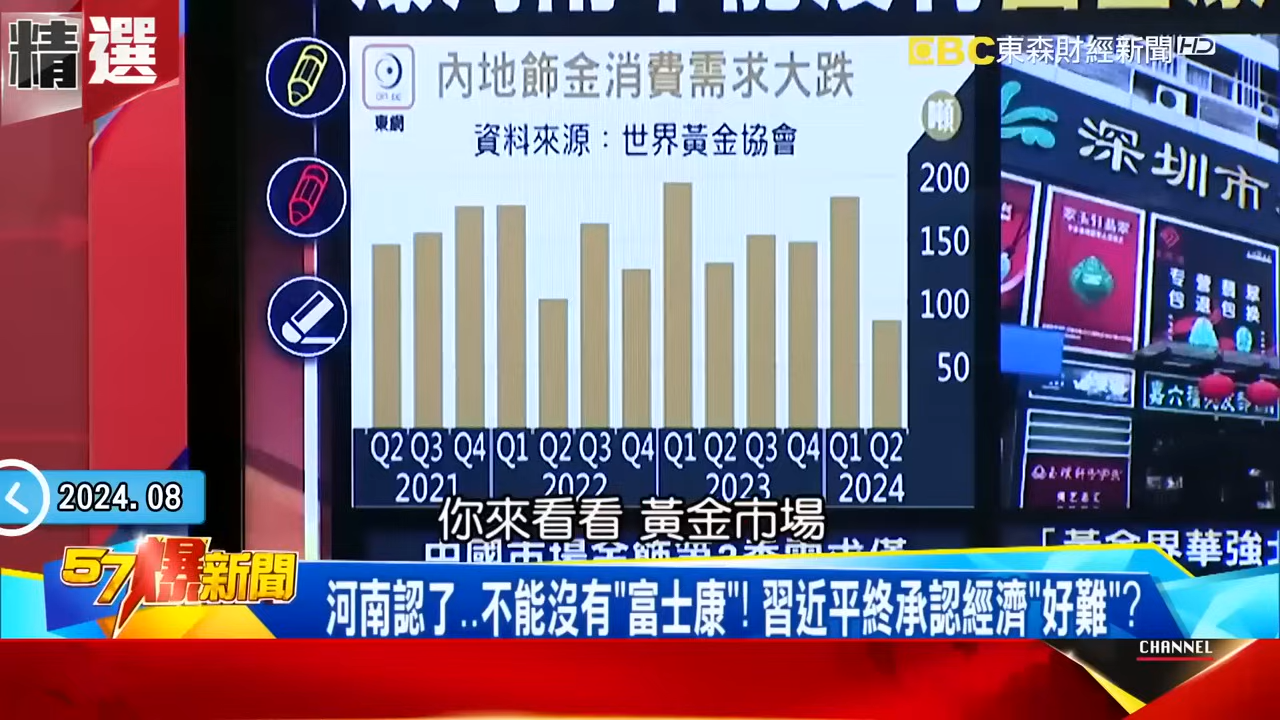 精選
EBC東森財經新聞HD
東網
內地飾金消費需求大跌
資料來源：世界黃金協會
噸
200
150
100
50
Q2 Q3 Q4 Q1 Q2 Q3 Q4 Q1 Q2 Q3 Q4 Q1 Q2
2021 2022 2023 2024
深圳市
2024.08
你來看看 黃金市場
57爆新聞
河南認了..不能沒有"富士康"! 習近平終承認經濟"好難"?
CHANNEL